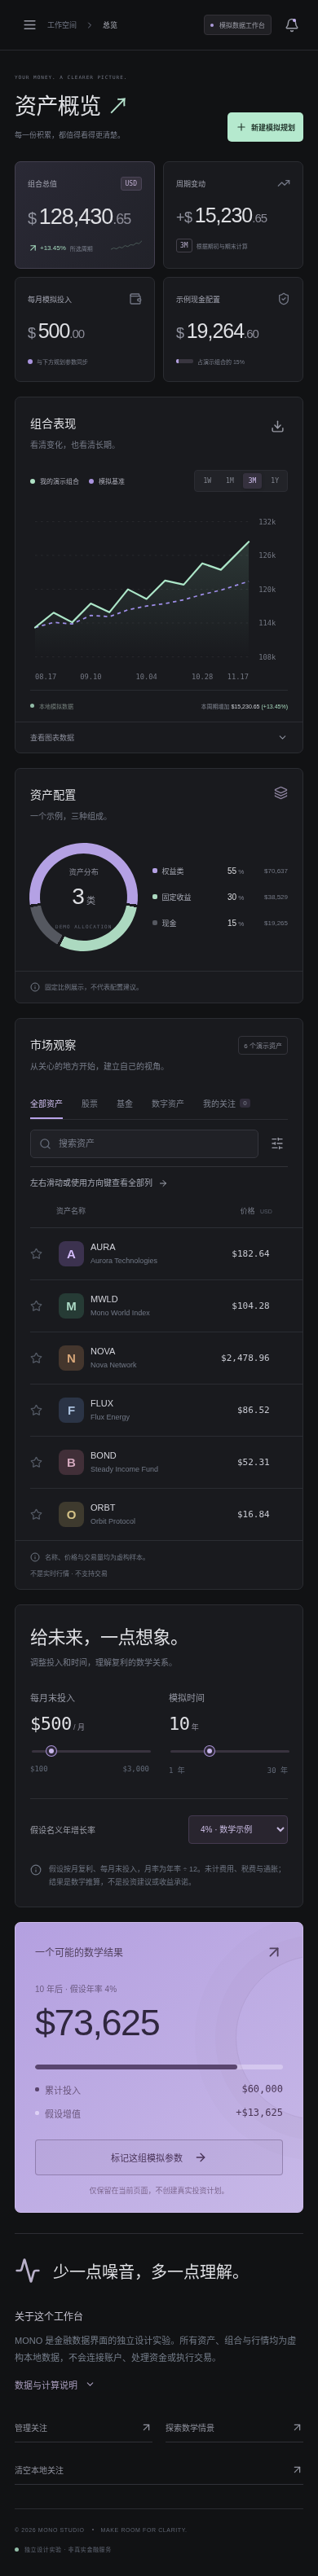 工作空间 > 总览
模拟数据工作台
YOUR MONEY. A CLEARER PICTURE.
资产概览
每一份积累，都值得看得更清楚。
+ 新建模拟规划
组合总值 USD
$128,430.65
+13.45% 所选周期
周期变动
+$15,230.65
3M 根据期初与期末计算
每月模拟投入
$500.00
与下方规划参数同步
示例现金配置
$19,264.60
占演示组合的 15%
组合表现
看清变化，也看清长期。
我的演示组合 模拟基准
1W 1M 3M 1Y
132k
126k
120k
114k
108k
08.17 09.10 10.04 10.28 11.17
本地模拟数据
本周期增加 $15,230.65 (+13.45%)
查看图表数据
资产配置
一个示例，三种组成。
资产分布
3 类
DEMO ALLOCATION
权益类 55 % $70,637
固定收益 30 % $38,529
现金 15 % $19,265
固定比例展示，不代表配置建议。
市场观察
6 个演示资产
从关心的地方开始，建立自己的视角。
全部资产 股票 基金 数字资产 我的关注 0
搜索资产
左右滑动或使用方向键查看全部列 →
资产名称 价格 USD
A AURA $182.64
Aurora Technologies
M MWLD $104.28
Mono World Index
N NOVA $2,478.96
Nova Network
F FLUX $86.52
Flux Energy
B BOND $52.31
Steady Income Fund
O ORBT $16.84
Orbit Protocol
名称、价格与交易量均为虚构样本。
不是实时行情 · 不支持交易
给未来，一点想象。
调整投入和时间，理解复利的数学关系。
每月末投入
$500 / 月
$100 $3,000
模拟时间
10 年
1 年 30 年
假设名义年增长率
4% · 数学示例
假设按月复利、每月末投入，月率为年率 ÷ 12。未计费用、税费与通胀；
结果是数学推算，不是投资建议或收益承诺。
一个可能的数学结果
10 年后 · 假设年率 4%
$73,625
累计投入 $60,000
假设增值 +$13,625
标记这组模拟参数 →
仅保留在当前页面，不创建真实投资计划。
少一点噪音，多一点理解。
关于这个工作台
MONO 是金融数据界面的独立设计实验。所有资产、组合与行情均为虚
构本地数据，不会连接账户、处理资金或执行交易。
数据与计算说明
管理关注
探索数学情景
清空本地关注
© 2026 MONO STUDIO • MAKE ROOM FOR CLARITY.
独立设计实验 · 非真实金融服务